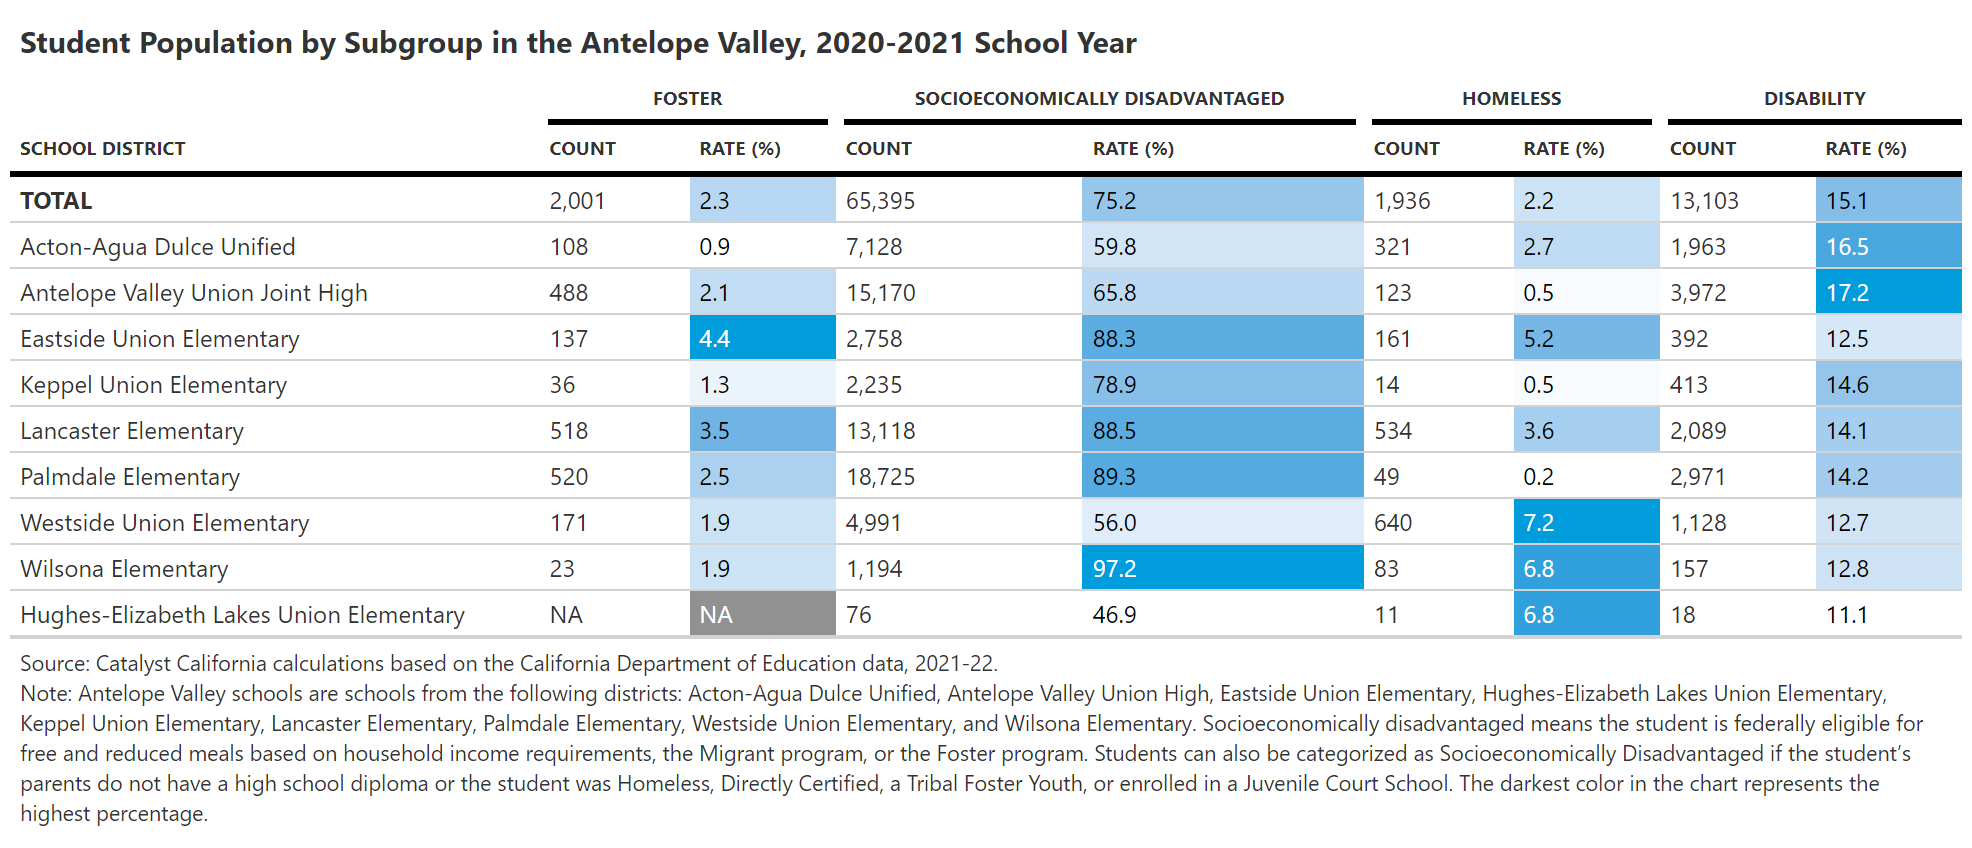 Student Population by Subgroup in the Antelope Valley, 2020-2021 School Year
FOSTER SOCIOECONOMICALLY DISADVANTAGED HOMELESS DISABILITY
SCHOOL DISTRICT COUNT RATE (%) COUNT RATE (%) COUNT RATE (%) COUNT RATE (%)
TOTAL 2,001 2.3 65,395 75.2 1,936 2.2 13,103 15.1
Acton-Agua Dulce Unified 108 0.9 7,128 59.8 321 2.7 1,963 16.5
Antelope Valley Union Joint High 488 2.1 15,170 65.8 123 0.5 3,972 17.2
Eastside Union Elementary 137 4.4 2,758 88.3 161 5.2 392 12.5
Keppel Union Elementary 36 1.3 2,235 78.9 14 0.5 413 14.6
Lancaster Elementary 518 3.5 13,118 88.5 534 3.6 2,089 14.1
Palmdale Elementary 520 2.5 18,725 89.3 49 0.2 2,971 14.2
Westside Union Elementary 171 1.9 4,991 56.0 640 7.2 1,128 12.7
Wilsona Elementary 23 1.9 1,194 97.2 83 6.8 157 12.8
Hughes-Elizabeth Lakes Union Elementary NA NA 76 46.9 11 6.8 18 11.1
Source: Catalyst California calculations based on the California Department of Education data, 2021-22.
Note: Antelope Valley schools are schools from the following districts: Acton-Agua Dulce Unified, Antelope Valley Union High, Eastside Union Elementary, Hughes-Elizabeth Lakes Union Elementary,
Keppel Union Elementary, Lancaster Elementary, Palmdale Elementary, Westside Union Elementary, and Wilsona Elementary. Socioeconomically disadvantaged means the student is federally eligible for
free and reduced meals based on household income requirements, the Migrant program, or the Foster program. Students can also be categorized as Socioeconomically Disadvantaged if the student's
parents do not have a high school diploma or the student was Homeless, Directly Certified, a Tribal Foster Youth, or enrolled in a Juvenile Court School. The darkest color in the chart represents the
highest percentage.